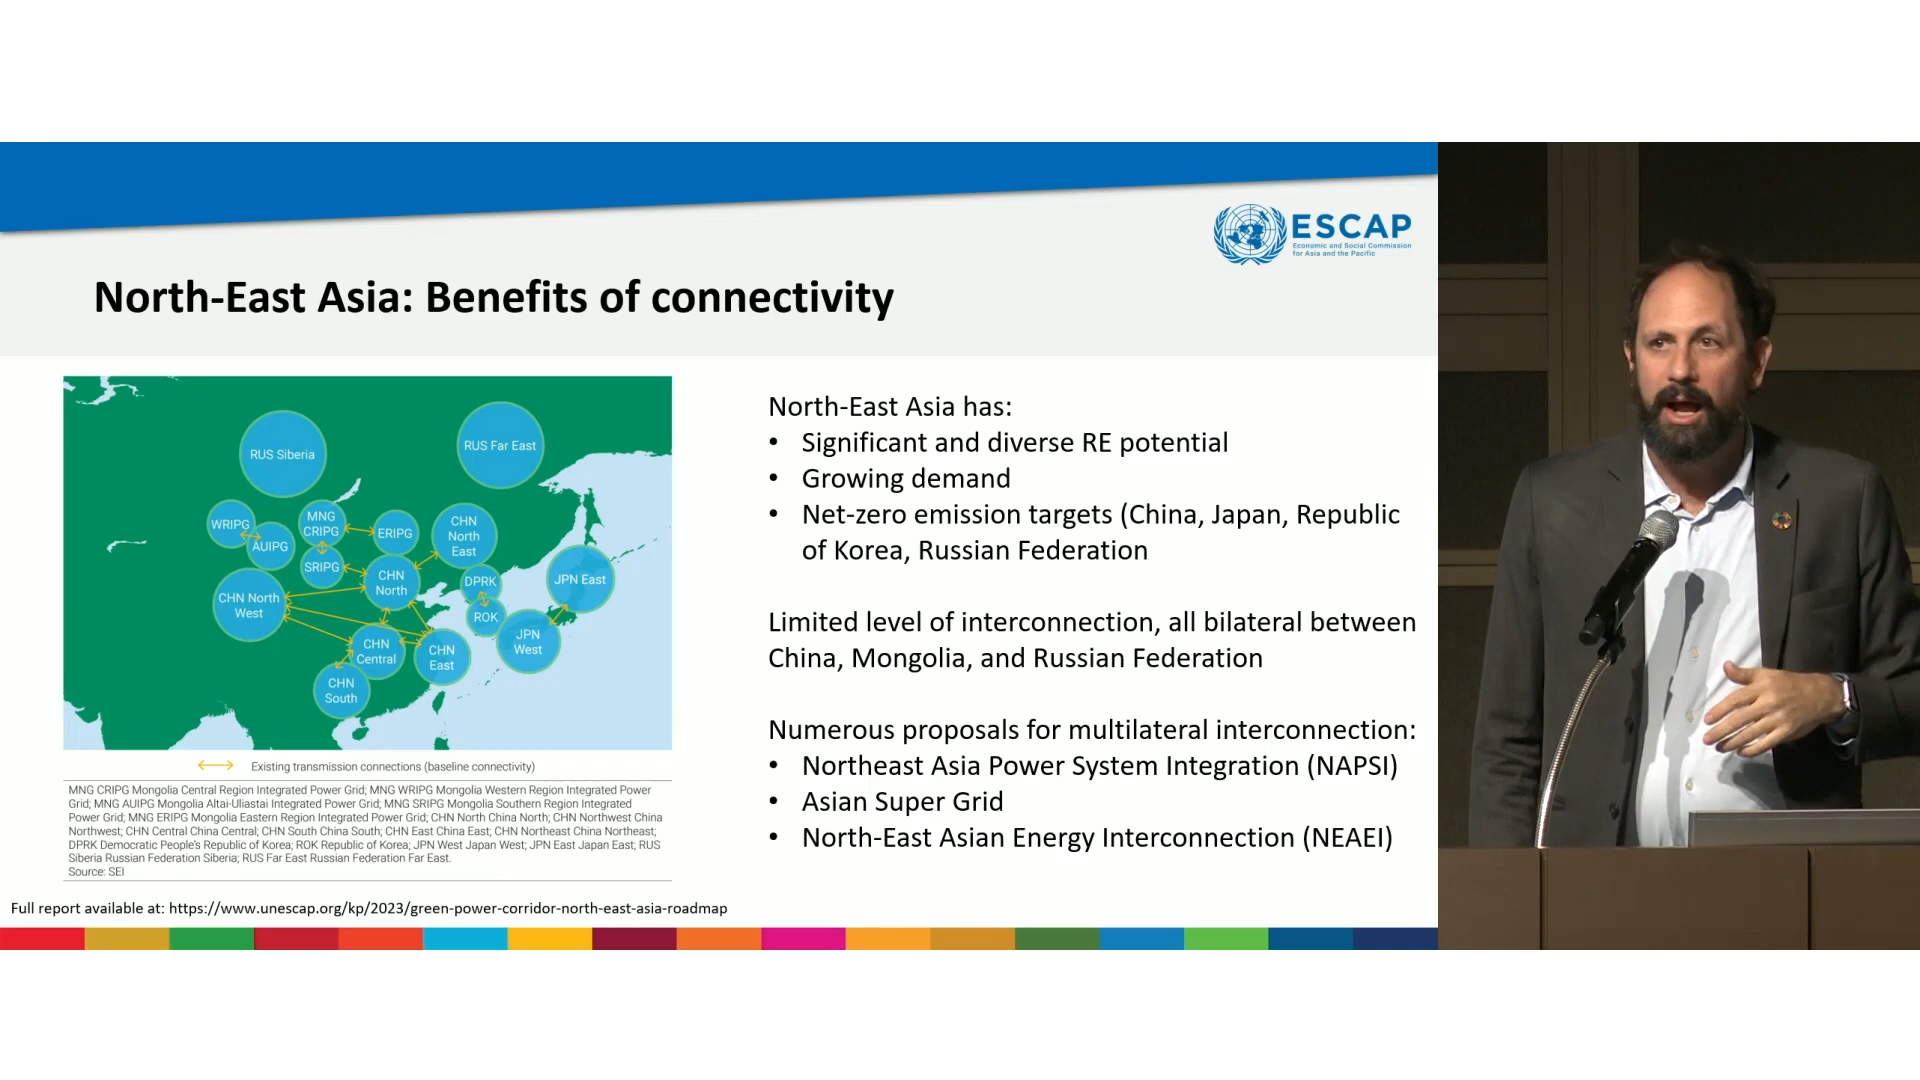 ESCAP
Economic and Social Commission
for Asia and the Pacific
North-East Asia: Benefits of connectivity
RUS Siberia
RUS Far East
WRIPG
AUIPG
MNG
CRIPG
ERIPG
SRIPG
CHN
North
East
CHN
North
CHN North
West
DPRK
ROK
JPN East
JPN
West
CHN
Central
CHN
East
CHN
South
Existing transmission connections (baseline connectivity)
MNG CRIPG Mongolia Central Region Integrated Power Grid; MNG WRIPG Mongolia Western Region Integrated Power
Grid; MNG AUIPG Mongolia Altai-Uliastai Integrated Power Grid; MNG SRIPG Mongolia Southern Region Integrated
Power Grid; MNG ERIPG Mongolia Eastern Region Integrated Power Grid; CHN North China North; CHN Northwest China
Northwest; CHN Central China Central; CHN South China South; CHN East China East; CHN Northeast China Northeast;
DPRK Democratic People's Republic of Korea; ROK Republic of Korea; JPN West Japan West; JPN East Japan East; RUS
Siberia Russian Federation Siberia; RUS Far East Russian Federation Far East.
Source: SEI
Full report available at: https://www.unescap.org/kp/2023/green-power-corridor-north-east-asia-roadmap
North-East Asia has:
• Significant and diverse RE potential
• Growing demand
• Net-zero emission targets (China, Japan, Republic
of Korea, Russian Federation
Limited level of interconnection, all bilateral between
China, Mongolia, and Russian Federation
Numerous proposals for multilateral interconnection:
• Northeast Asia Power System Integration (NAPSI)
• Asian Super Grid
• North-East Asian Energy Interconnection (NEAEI)